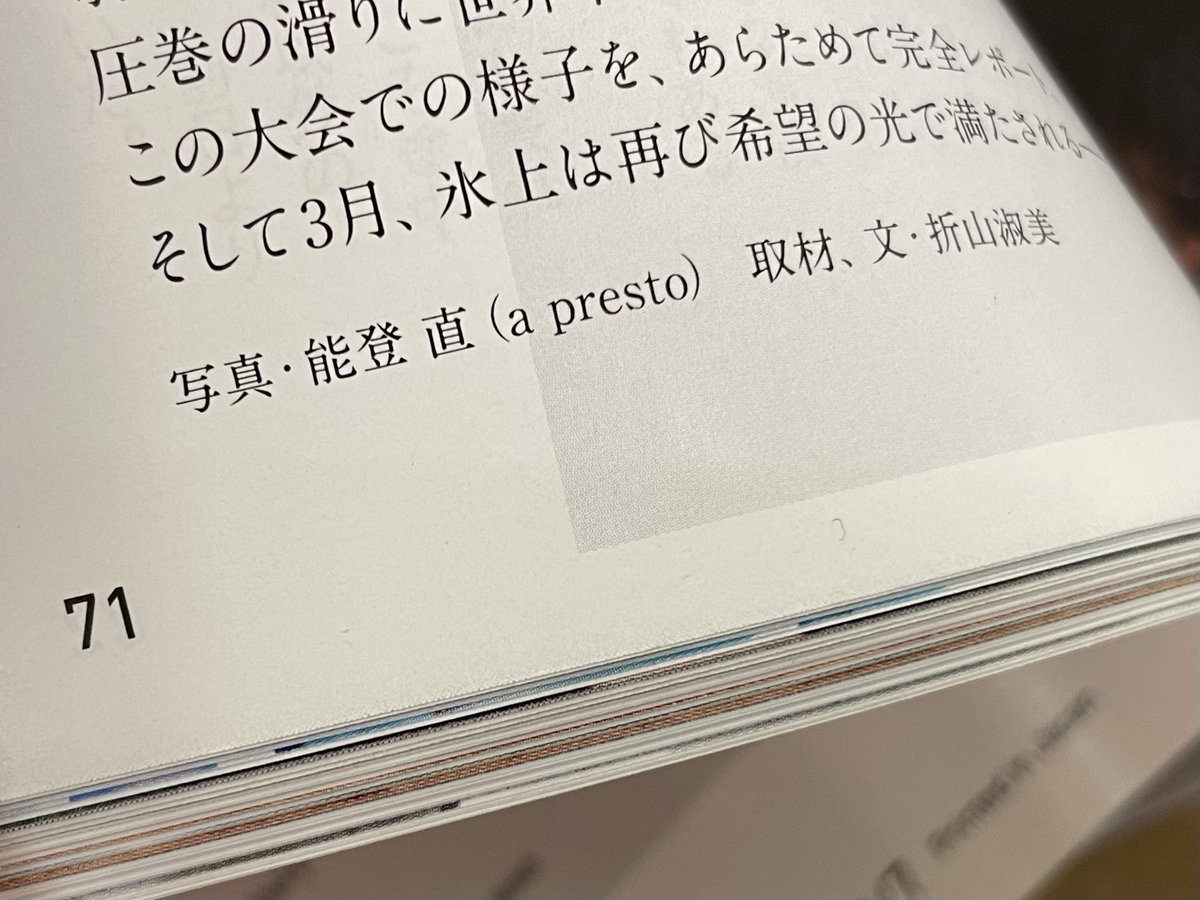 圧巻の滑りに世界
この大会での様子を、あらためて完全レポート
そして3月、氷上は再び希望の光で満たされる―
写真・能登 直（a presto） 取材、文・折山淑美
71